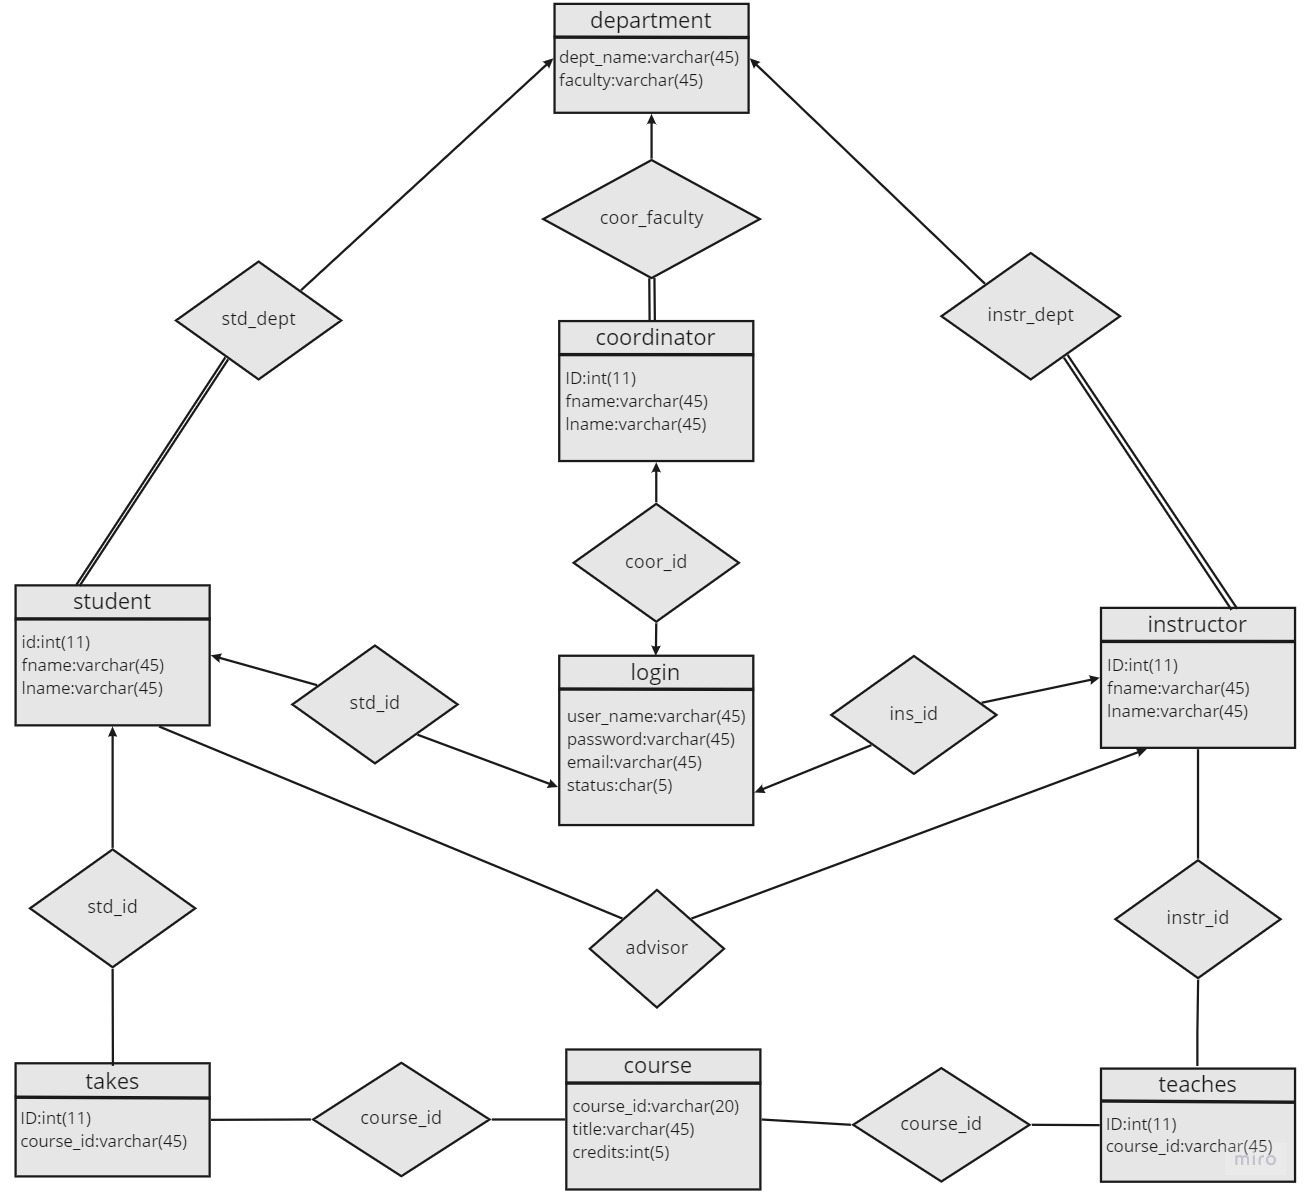 department
dept_name:varchar(45)
faculty:varchar(45)
coor_faculty
std_dept
instr_dept
coordinator
ID:int(11)
fname:varchar(45)
lname:varchar(45)
coor_id
student
id:int(11)
fname:varchar(45)
lname:varchar(45)
instructor
ID:int(11)
fname:varchar(45)
lname:varchar(45)
std_id
login
user_name:varchar(45)
password:varchar(45)
email:varchar(45)
status:char(5)
ins_id
std_id
advisor
instr_id
takes
ID:int(11)
course_id:varchar(45)
course_id
course
course_id:varchar(20)
title:varchar(45)
credits:int(5)
course_id
teaches
ID:int(11)
course_id:varchar(45)
miro